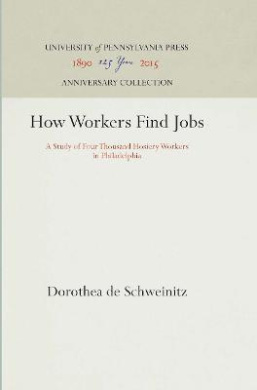 UNIVERSITY of PENNSYLVANIA PRESS
1890 125 Years 2015
ANNIVERSARY COLLECTION
How Workers Find Jobs
A Study of Four Thousand Hosiery Workers
in Philadelphia
Dorothea de Schweinitz